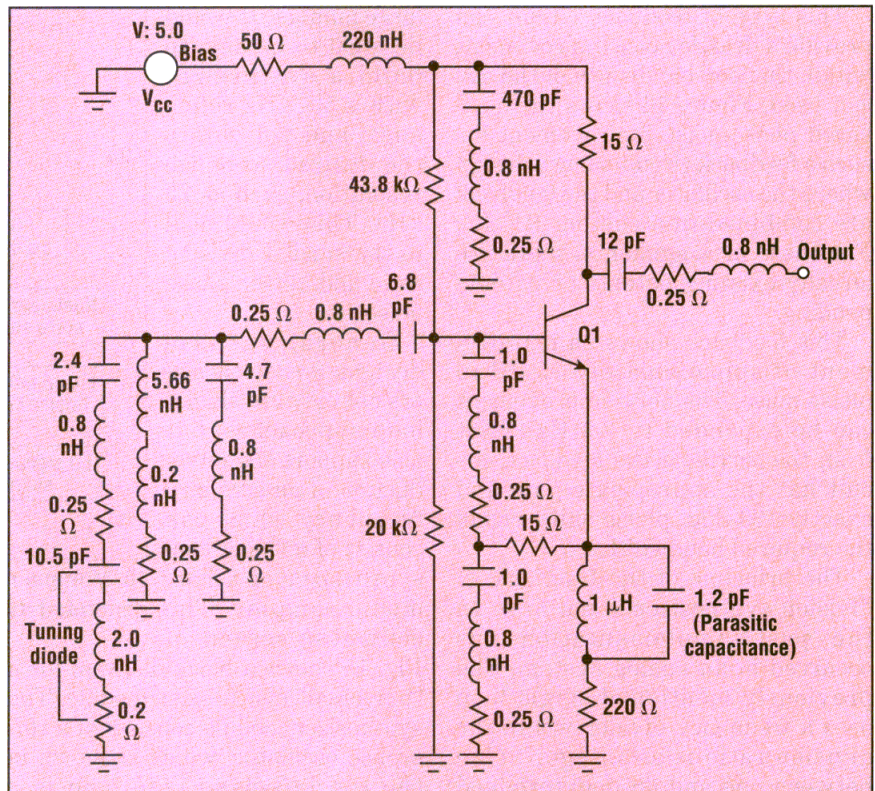 V: 5.0
Bias
Vcc
50 Ω
220 nH
470 pF
0.8 nH
0.25 Ω
15 Ω
43.8 kΩ
12 pF
0.25 Ω
0.8 nH
Output
Q1
6.8
pF
0.8 nH
0.25 Ω
2.4
pF
0.8
nH
0.25
Ω
10.5 pF
Tuning
diode
2.0
nH
0.2
Ω
5.66
nH
0.2
nH
0.25
Ω
4.7
pF
0.8
nH
0.25
Ω
20 kΩ
1.0
pF
0.8
nH
0.25 Ω
15 Ω
1.0
pF
0.8
nH
0.25 Ω
1 μH
1.2 pF
(Parasitic
capacitance)
220 Ω